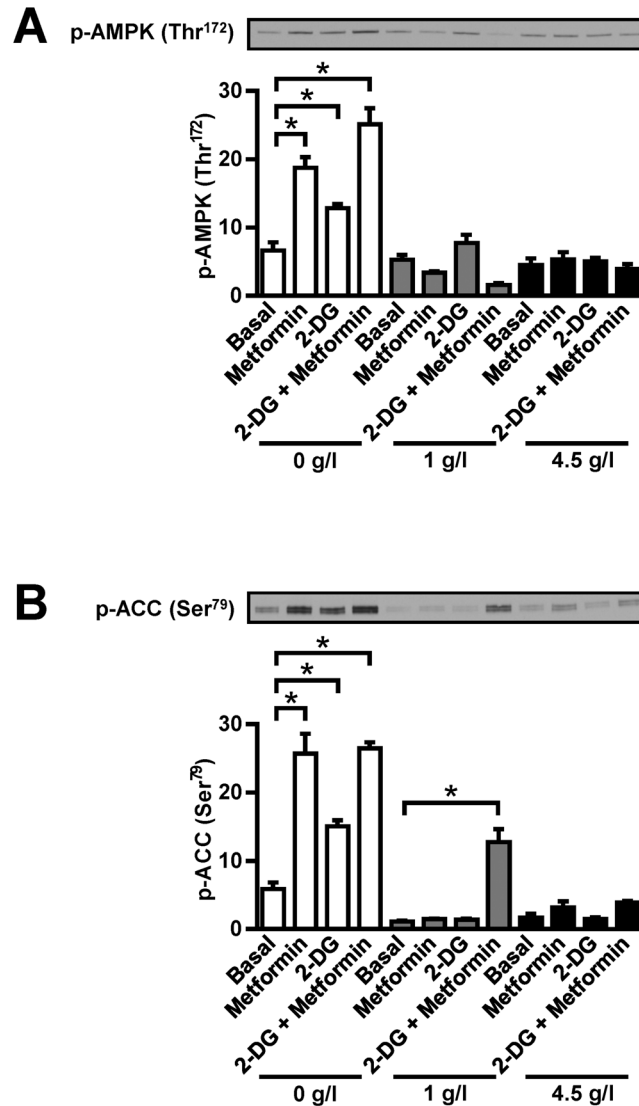 A
p-AMPK (Thr172)
* 
*
*
30
20
10
0
p-AMPK (Thr172)
Basal
Metformin
2-DG
2-DG + Metformin
Basal
Metformin
2-DG
2-DG + Metformin
Basal
Metformin
2-DG
2-DG + Metformin
0 g/l
1 g/l
4.5 g/l
B
p-ACC (Ser79)
*
*
*
*
30
20
10
0
p-ACC (Ser79)
Basal
Metformin
2-DG
2-DG + Metformin
Basal
Metformin
2-DG
2-DG + Metformin
Basal
Metformin
2-DG
2-DG + Metformin
0 g/l
1 g/l
4.5 g/l